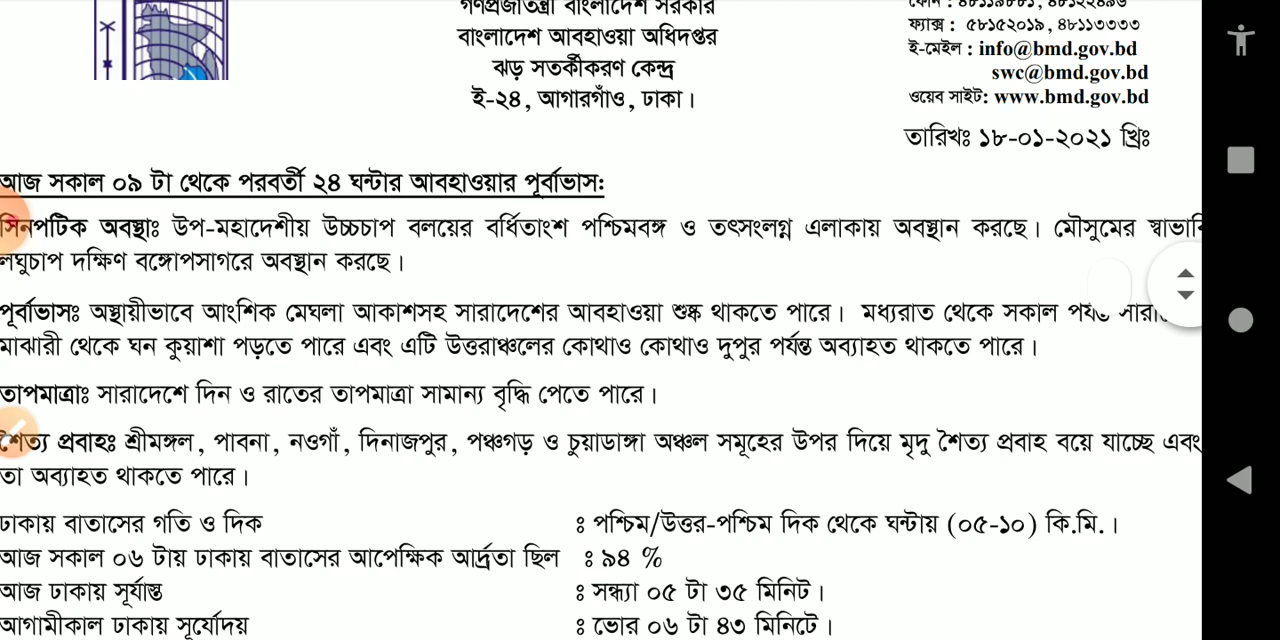 গণপ্রজাতন্ত্রী বাংলাদেশ সরকার
বাংলাদেশ আবহাওয়া অধিদপ্তর
ঝড় সতর্কীকরণ কেন্দ্র
ই-২৪, আগারগাঁও, ঢাকা।
ফোন : ৪৮১১৯৮৮১, ৪৮১২২৪৯৬
ফ্যাক্স : ৫৮১৫২০১৯, ৪৮১১৩৩৩৩
ই-মেইল : info@bmd.gov.bd
swc@bmd.gov.bd
ওয়েব সাইট: www.bmd.gov.bd
তারিখঃ ১৮-০১-২০২১ খ্রিঃ
আজ সকাল ০৯ টা থেকে পরবর্তী ২৪ ঘন্টার আবহাওয়ার পূর্বাভাস:
সিনপটিক অবস্থাঃ উপ-মহাদেশীয় উচ্চচাপ বলয়ের বর্ধিতাংশ পশ্চিমবঙ্গ ও তৎসংলগ্ন এলাকায় অবস্থান করছে। মৌসুমের
লঘুচাপ দক্ষিণ বঙ্গোপসাগরে অবস্থান করছে।
পূর্বাভাসঃ অস্থায়ীভাবে আংশিক মেঘলা আকাশসহ সারাদেশের আবহাওয়া শুষ্ক থাকতে পারে। মধ্যরাত থেকে সকাল পর্যন্ত
মাঝারী থেকে ঘন কুয়াশা পড়তে পারে এবং এটি উত্তরাঞ্চলের কোথাও কোথাও দুপুর পর্যন্ত অব্যাহত থাকতে পারে।
তাপমাত্রাঃ সারাদেশে দিন ও রাতের তাপমাত্রা সামান্য বৃদ্ধি পেতে পারে।
শৈত্য প্রবাহঃ শ্রীমঙ্গল, পাবনা, নওগাঁ, দিনাজপুর, পঞ্চগড় ও চুয়াডাঙ্গা অঞ্চল সমূহের উপর দিয়ে মৃদু শৈত্য প্রবাহ বয়ে যাচ্ছে এবং
তা অব্যাহত থাকতে পারে।
ঢাকায় বাতাসের গতি ও দিক ঃ পশ্চিম/উত্তর-পশ্চিম দিক থেকে ঘন্টায় (০৫-১০) কি.মি.।
আজ সকাল ০৬ টায় ঢাকায় বাতাসের আপেক্ষিক আর্দ্রতা ছিল ঃ ৯৪ %
আজ ঢাকায় সূর্যাস্ত ঃ সন্ধ্যা ০৫ টা ৩৫ মিনিট।
আগামীকাল ঢাকায় সূর্যোদয় ঃ ভোর ০৬ টা ৪৩ মিনিটে।